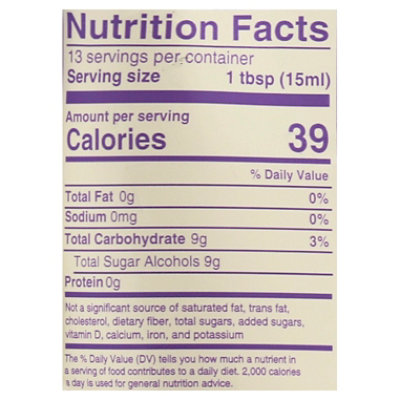 Nutrition Facts
13 servings per container
Serving size 1 tbsp (15ml)
Amount per serving
Calories 39
% Daily Value
Total Fat 0g 0%
Sodium 0mg 0%
Total Carbohydrate 9g 3%
Total Sugar Alcohols 9g
Protein 0g
Not a significant source of saturated fat, trans fat,
cholesterol, dietary fiber, total sugars, added sugars,
vitamin D, calcium, iron, and potassium
The % Daily Value (DV) tells you how much a nutrient in
a serving of food contributes to a daily diet. 2,000 calories
a day is used for general nutrition advice.